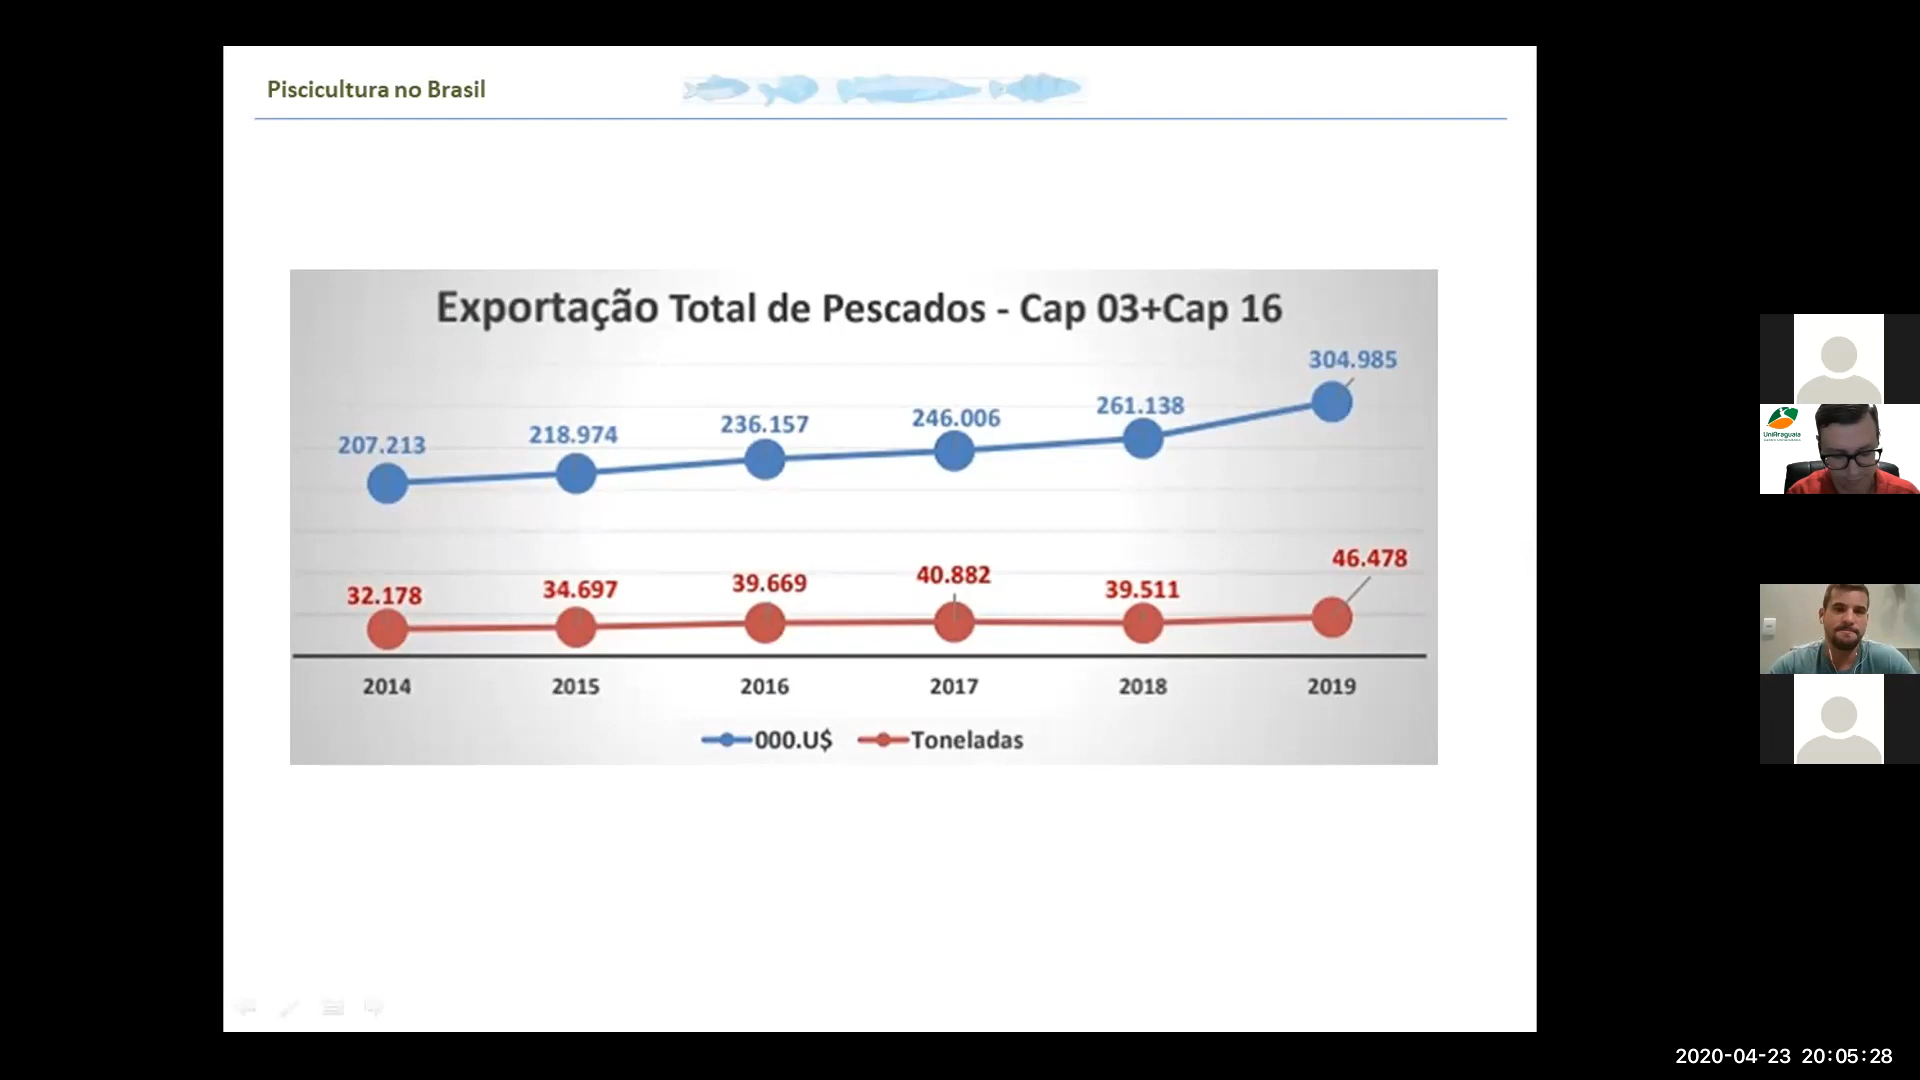 Piscicultura no Brasil
Exportação Total de Pescados - Cap 03+Cap 16
304.985
261.138
246.006
236.157
218.974
207.213
46.478
40.882
39.669
39.511
34.697
32.178
2014 2015 2016 2017 2018 2019
000.U$ Toneladas
UniAraguaia
2020-04-23 20:05:28